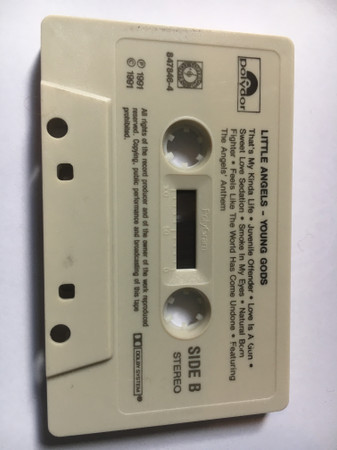 polydor
847846-4
℗ 1991
© 1991
LITTLE ANGELS – YOUNG GODS
That's My Kinda Life • Juvenile Offender • Love Is A Gun •
Sweet Love Sedation • Smoke In My Eyes • Natural Born
Fighter • Feels Like The World Has Come Undone • Featuring
The Angels' Anthem
SIDE B
STEREO
All rights of the record producer and of the owner of the work reproduced
reserved. Copying, public performance and broadcasting of this tape
prohibited.
DOLBY SYSTEM